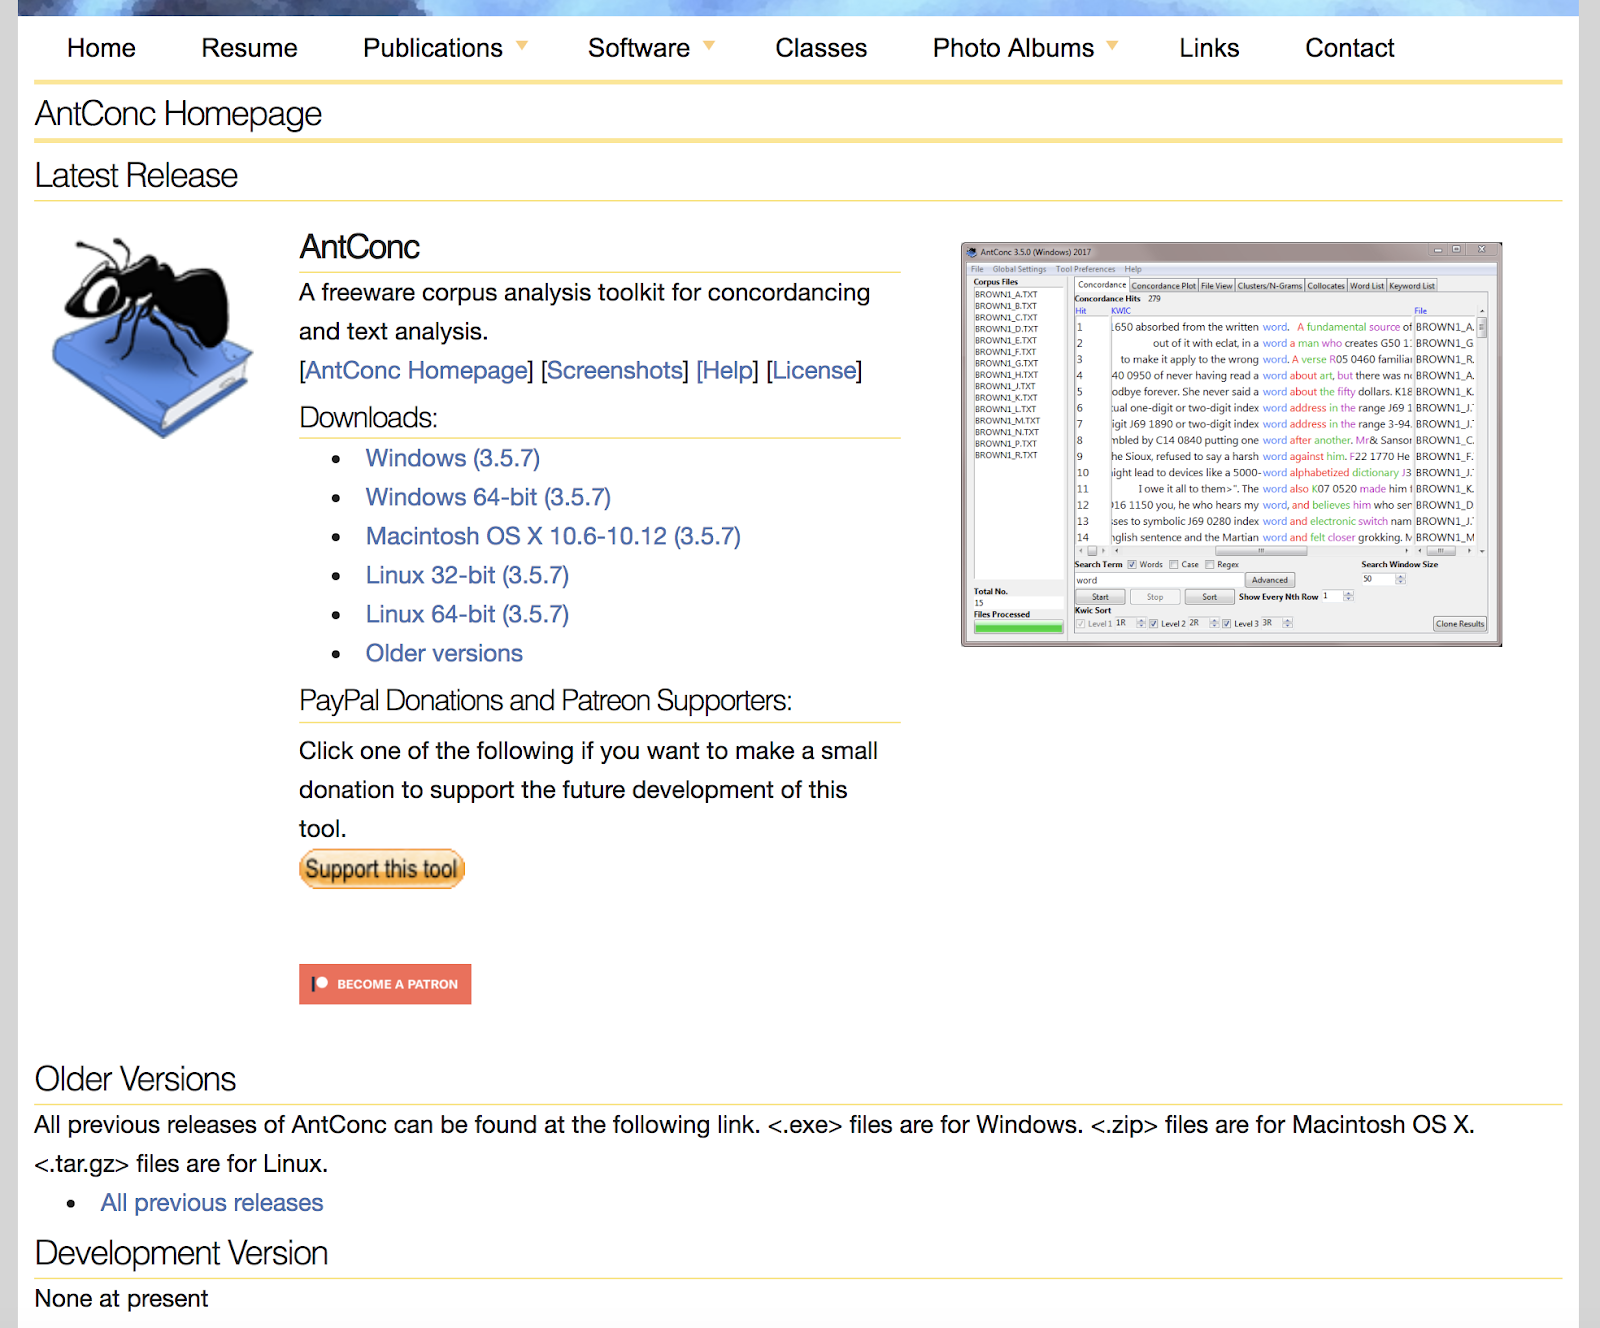 Home Resume Publications Software Classes Photo Albums Links Contact
AntConc Homepage
Latest Release
AntConc
A freeware corpus analysis toolkit for concordancing
and text analysis.
[AntConc Homepage] [Screenshots] [Help] [License]
Downloads:
Windows (3.5.7)
Windows 64-bit (3.5.7)
Macintosh OS X 10.6-10.12 (3.5.7)
Linux 32-bit (3.5.7)
Linux 64-bit (3.5.7)
Older versions
PayPal Donations and Patreon Supporters:
Click one of the following if you want to make a small
donation to support the future development of this
tool.
Support this tool
BECOME A PATRON
AntConc 3.5.0 (Windows) 2017
File Global Settings Tool Preferences Help
Corpus Files
BROWN1_A.TXT
BROWN1_B.TXT
BROWN1_C.TXT
BROWN1_D.TXT
BROWN1_E.TXT
BROWN1_F.TXT
BROWN1_G.TXT
BROWN1_H.TXT
BROWN1_J.TXT
BROWN1_K.TXT
BROWN1_L.TXT
BROWN1_M.TXT
BROWN1_N.TXT
BROWN1_P.TXT
BROWN1_R.TXT
Total No.
15
Files Processed
Concordance Concordance Plot File View Clusters/N-Grams Collocates Word List Keyword List
Concordance Hits 279
Hit KWIC File
1 1650 absorbed from the written word. A fundamental source of BROWN1_A.
2 out of it with eclat, in a word a man who creates G50 11 BROWN1_G
3 to make it apply to the wrong word. A verse R05 0460 familiar BROWN1_R.
4 40 0950 of never having read a word about art, but there was no BROWN1_A.
5 odbye forever. She never said a word about the fifty dollars. K18 BROWN1_K.
6 tual one-digit or two-digit index word address in the range J69 1 BROWN1_J.
7 igit J69 1890 or two-digit index word address in the range 3-94. BROWN1_J.
8 mbled by C14 0840 putting one word after another. Mr& Sansor BROWN1_C.
9 he Sioux, refused to say a harsh word against him. F22 1770 He BROWN1_F.
10 ight lead to devices like a 5000-word alphabetized dictionary J3 BROWN1_J.
11 I owe it all to them>". The word also K07 0520 made him BROWN1_K.
12 16 1150 you, he who hears my word, and believes him who sen BROWN1_D
13 ses to symbolic J69 0280 index word and electronic switch nam BROWN1_J.
14 nglish sentence and the Martian word and felt closer grokking. BROWN1_M
Search Term Words Case Regex Search Window Size
word Advanced 50
Start Stop Sort Show Every Nth Row 1
Kwic Sort
Level 1 1R Level 2 2R Level 3 3R Clone Results
Older Versions
All previous releases of AntConc can be found at the following link. <.exe> files are for Windows. <.zip> files are for Macintosh OS X.
<.tar.gz> files are for Linux.
All previous releases
Development Version
None at present